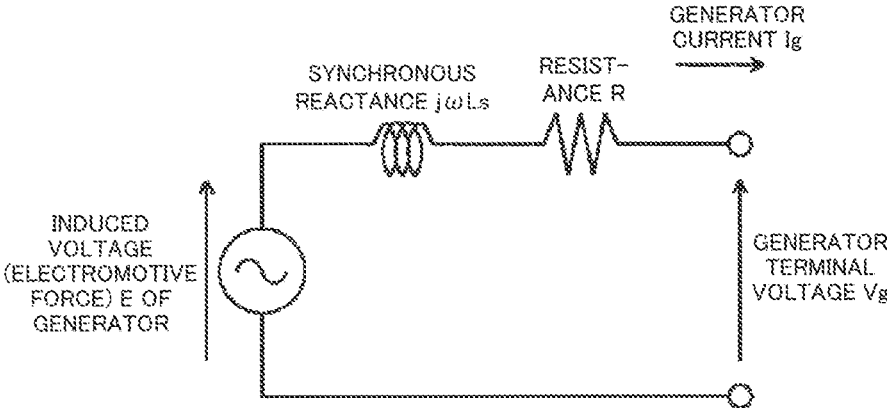 GENERATOR
CURRENT Ig
SYNCHRONOUS
REACTANCE jωLs
RESIST-
ANCE R
INDUCED
VOLTAGE
(ELECTROMOTIVE
FORCE) E OF
GENERATOR
GENERATOR
TERMINAL
VOLTAGE Vg